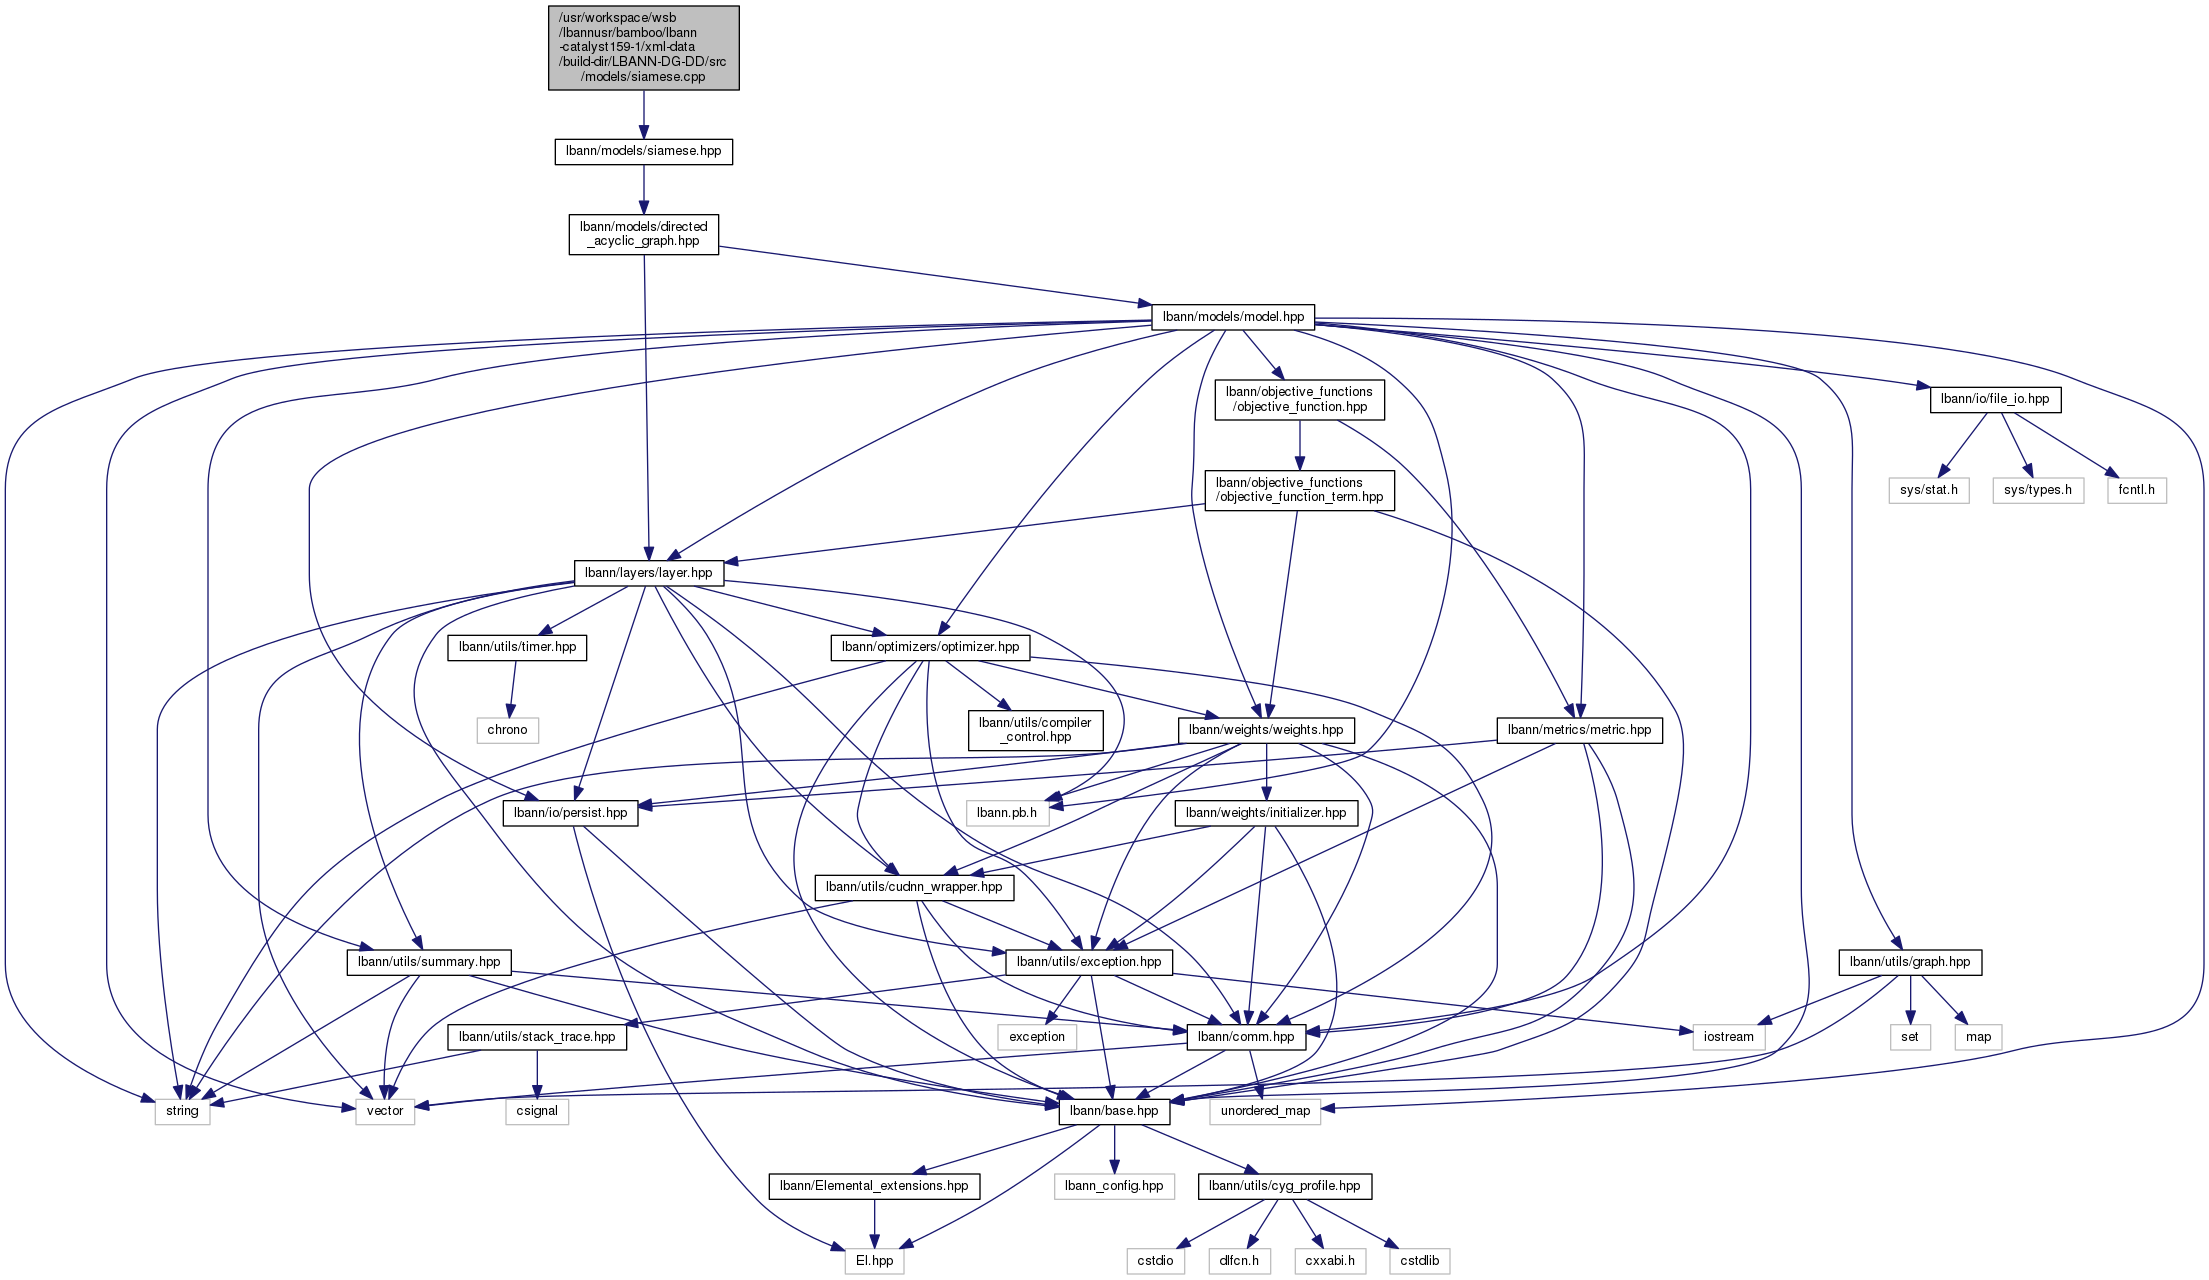 /usr/workspace/wsb
/lbannusr/bamboo/lbann
-catalyst159-1/xml-data
/build-dir/LBANN-DG-DD/src
/models/siamese.cpp
lbann/models/siamese.hpp
lbann/models/directed
_acyclic_graph.hpp
lbann/models/model.hpp
lbann/objective_functions
/objective_function.hpp
lbann/io/file_io.hpp
lbann/objective_functions
/objective_function_term.hpp
sys/stat.h
sys/types.h
fcntl.h
lbann/layers/layer.hpp
lbann/utils/timer.hpp
lbann/optimizers/optimizer.hpp
chrono
lbann/utils/compiler
_control.hpp
lbann/weights/weights.hpp
lbann/metrics/metric.hpp
lbann/io/persist.hpp
lbann.pb.h
lbann/weights/initializer.hpp
lbann/utils/cudnn_wrapper.hpp
lbann/utils/summary.hpp
lbann/utils/exception.hpp
lbann/utils/graph.hpp
lbann/utils/stack_trace.hpp
exception
lbann/comm.hpp
iostream
set
map
string
vector
csignal
lbann/base.hpp
unordered_map
lbann/Elemental_extensions.hpp
lbann_config.hpp
lbann/utils/cyg_profile.hpp
El.hpp
cstdio
dlfcn.h
cxxabi.h
cstdlib